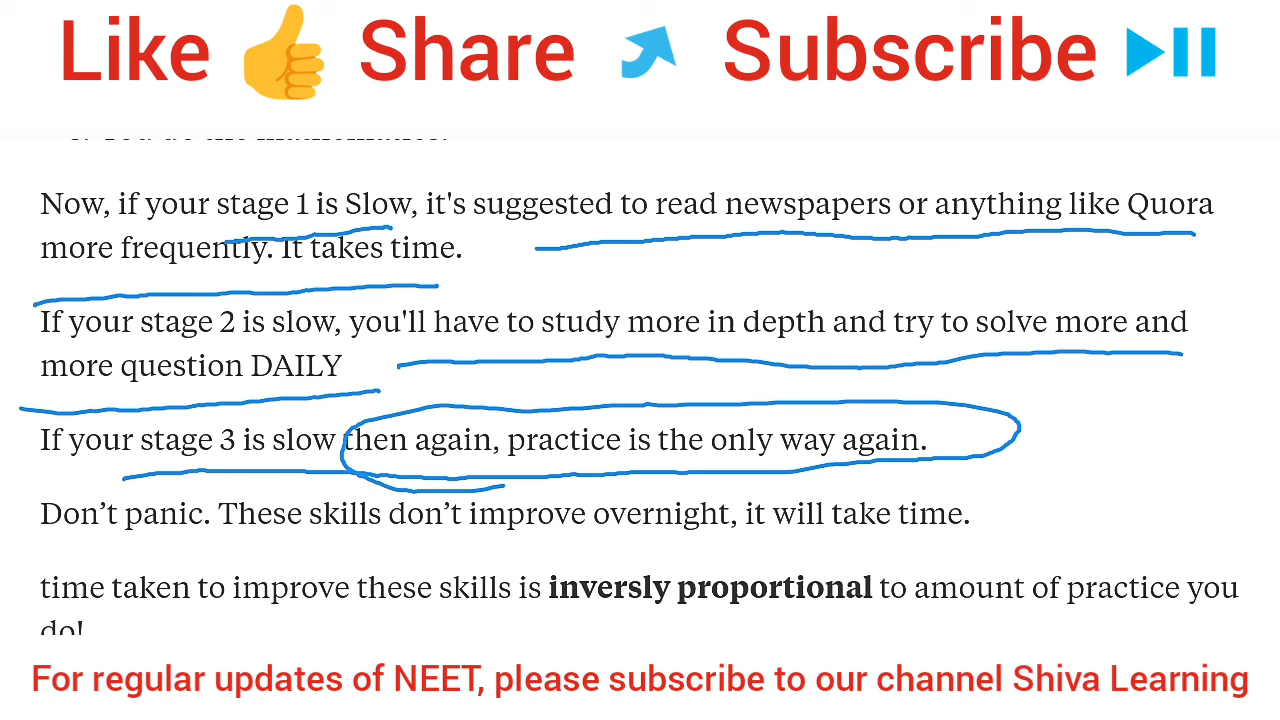 Like 👍 Share Subscribe
Now, if your stage 1 is Slow, it's suggested to read newspapers or anything like Quora
more frequently. It takes time.
If your stage 2 is slow, you'll have to study more in depth and try to solve more and
more question DAILY
If your stage 3 is slow then again, practice is the only way again.
Don’t panic. These skills don’t improve overnight, it will take time.
time taken to improve these skills is inversly proportional to amount of practice you
do!
For regular updates of NEET, please subscribe to our channel Shiva Learning